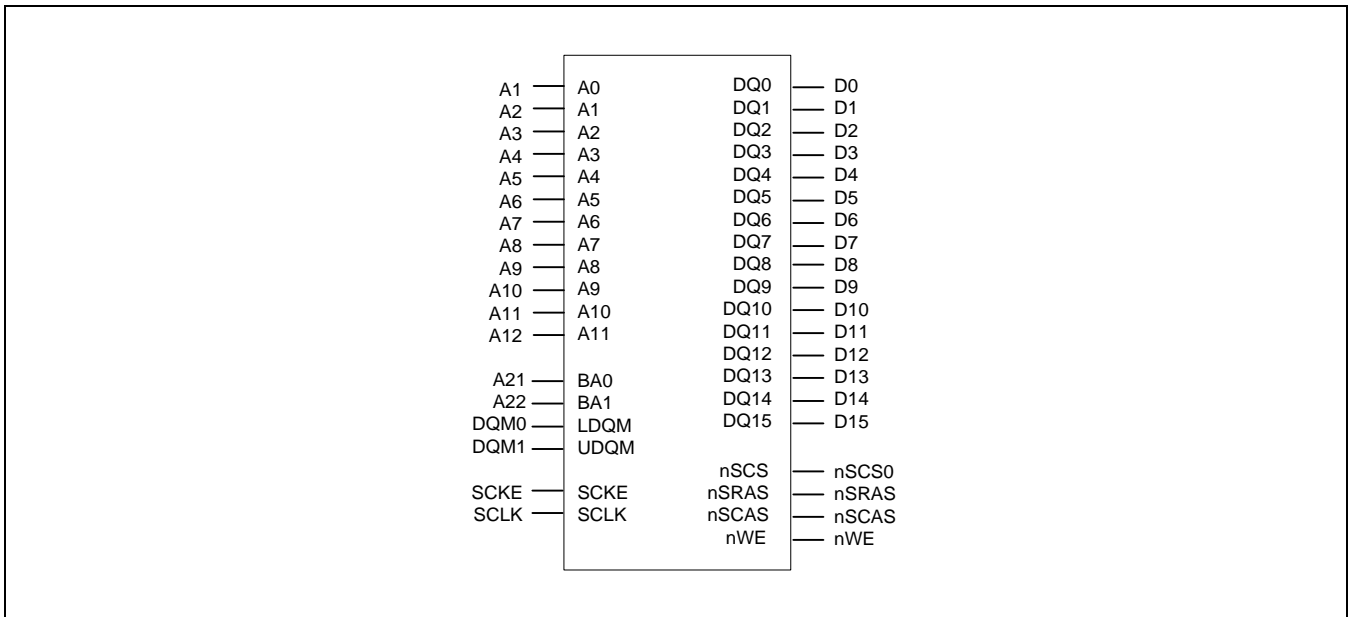 A1 A0 DQ0 D0
A2 A1 DQ1 D1
A3 A2 DQ2 D2
A4 A3 DQ3 D3
A5 A4 DQ4 D4
A6 A5 DQ5 D5
A7 A6 DQ6 D6
A8 A7 DQ7 D7
A9 A8 DQ8 D8
A10 A9 DQ9 D9
A11 A10 DQ10 D10
A12 A11 DQ11 D11
DQ12 D12
A21 BA0 DQ13 D13
A22 BA1 DQ14 D14
DQM0 LDQM DQ15 D15
DQM1 UDQM
nSCS nSCS0
SCKE SCKE nSRAS nSRAS
SCLK SCLK nSCAS nSCAS
nWE nWE